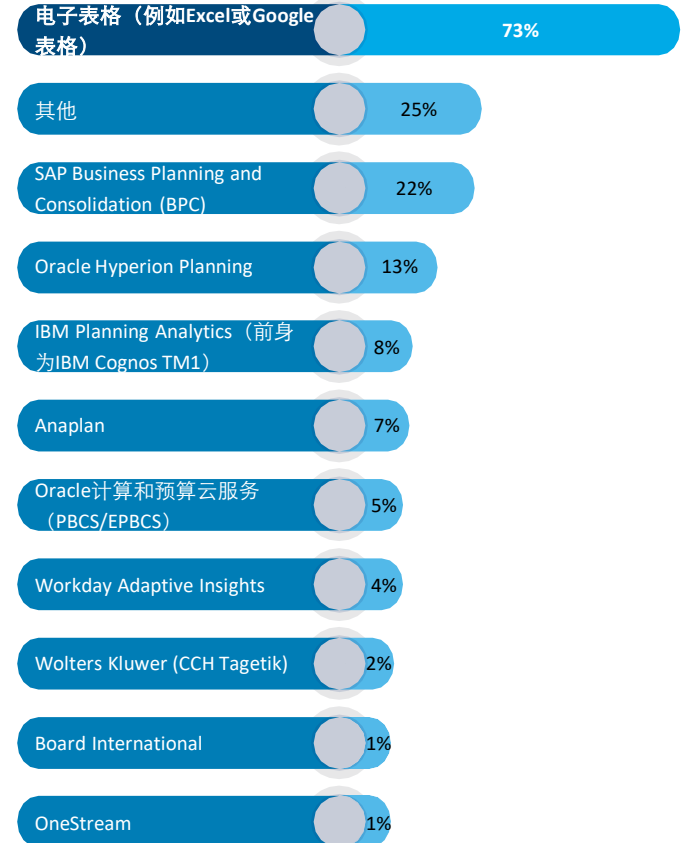 电子表格（例如Excel或Google
表格）
73%
其他
25%
SAP Business Planning and
Consolidation (BPC)
22%
Oracle Hyperion Planning
13%
IBM Planning Analytics（前身
为IBM Cognos TM1）
8%
Anaplan
7%
Oracle计算和预算云服务
（PBCS/EPBCS）
5%
Workday Adaptive Insights
4%
Wolters Kluwer (CCH Tagetik)
2%
Board International
1%
OneStream
1%